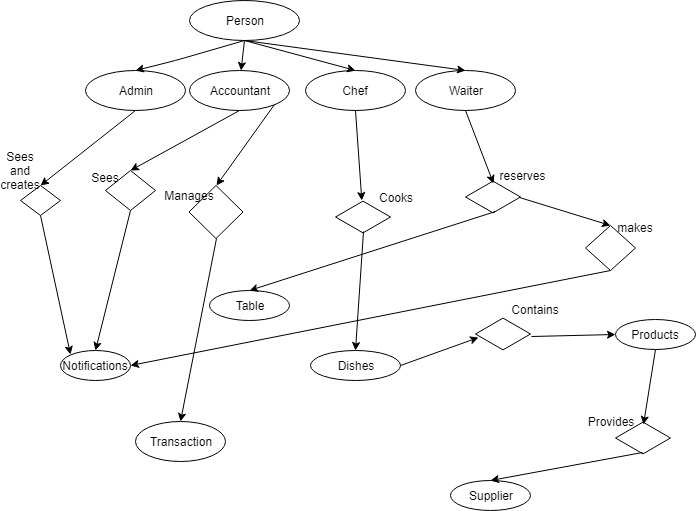 Person
Admin
Accountant
Chef
Waiter
Sees
and
creates
Sees
Manages
Cooks
reserves
makes
Table
Contains
Products
Notifications
Dishes
Provides
Transaction
Supplier